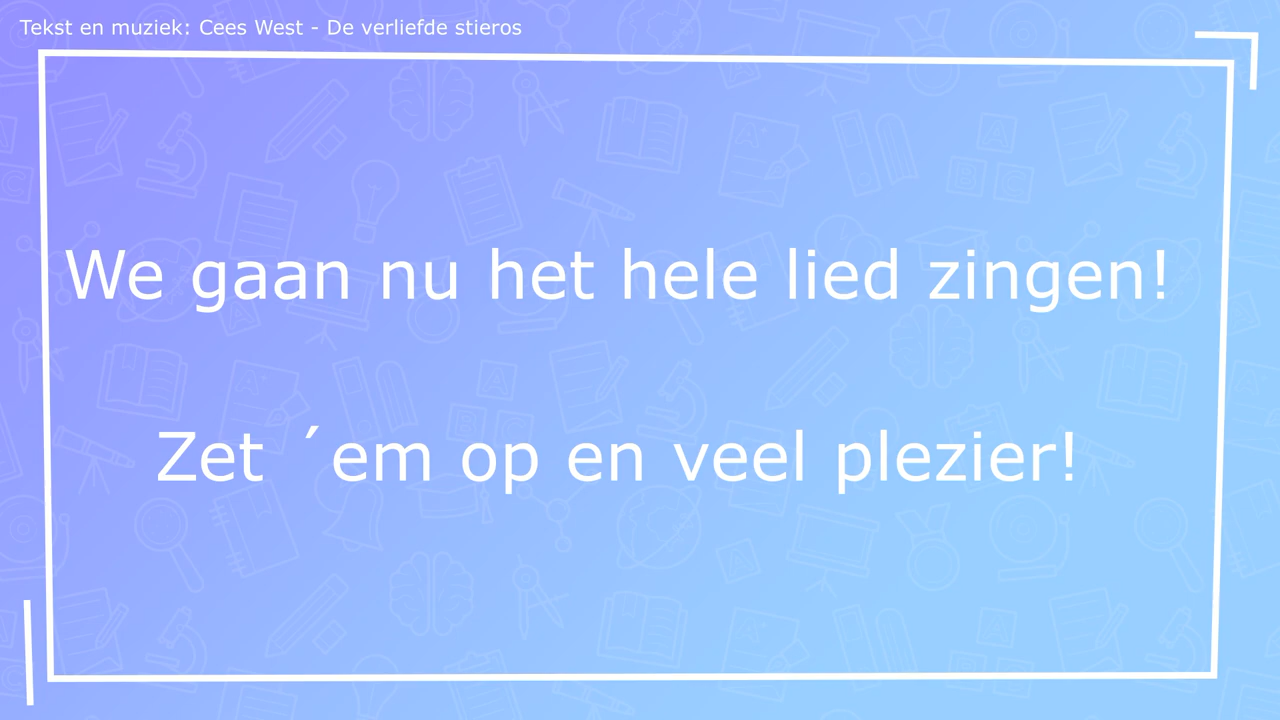 Tekst en muziek: Cees West - De verliefde stieros
We gaan nu het hele lied zingen!
Zet ´em op en veel plezier!